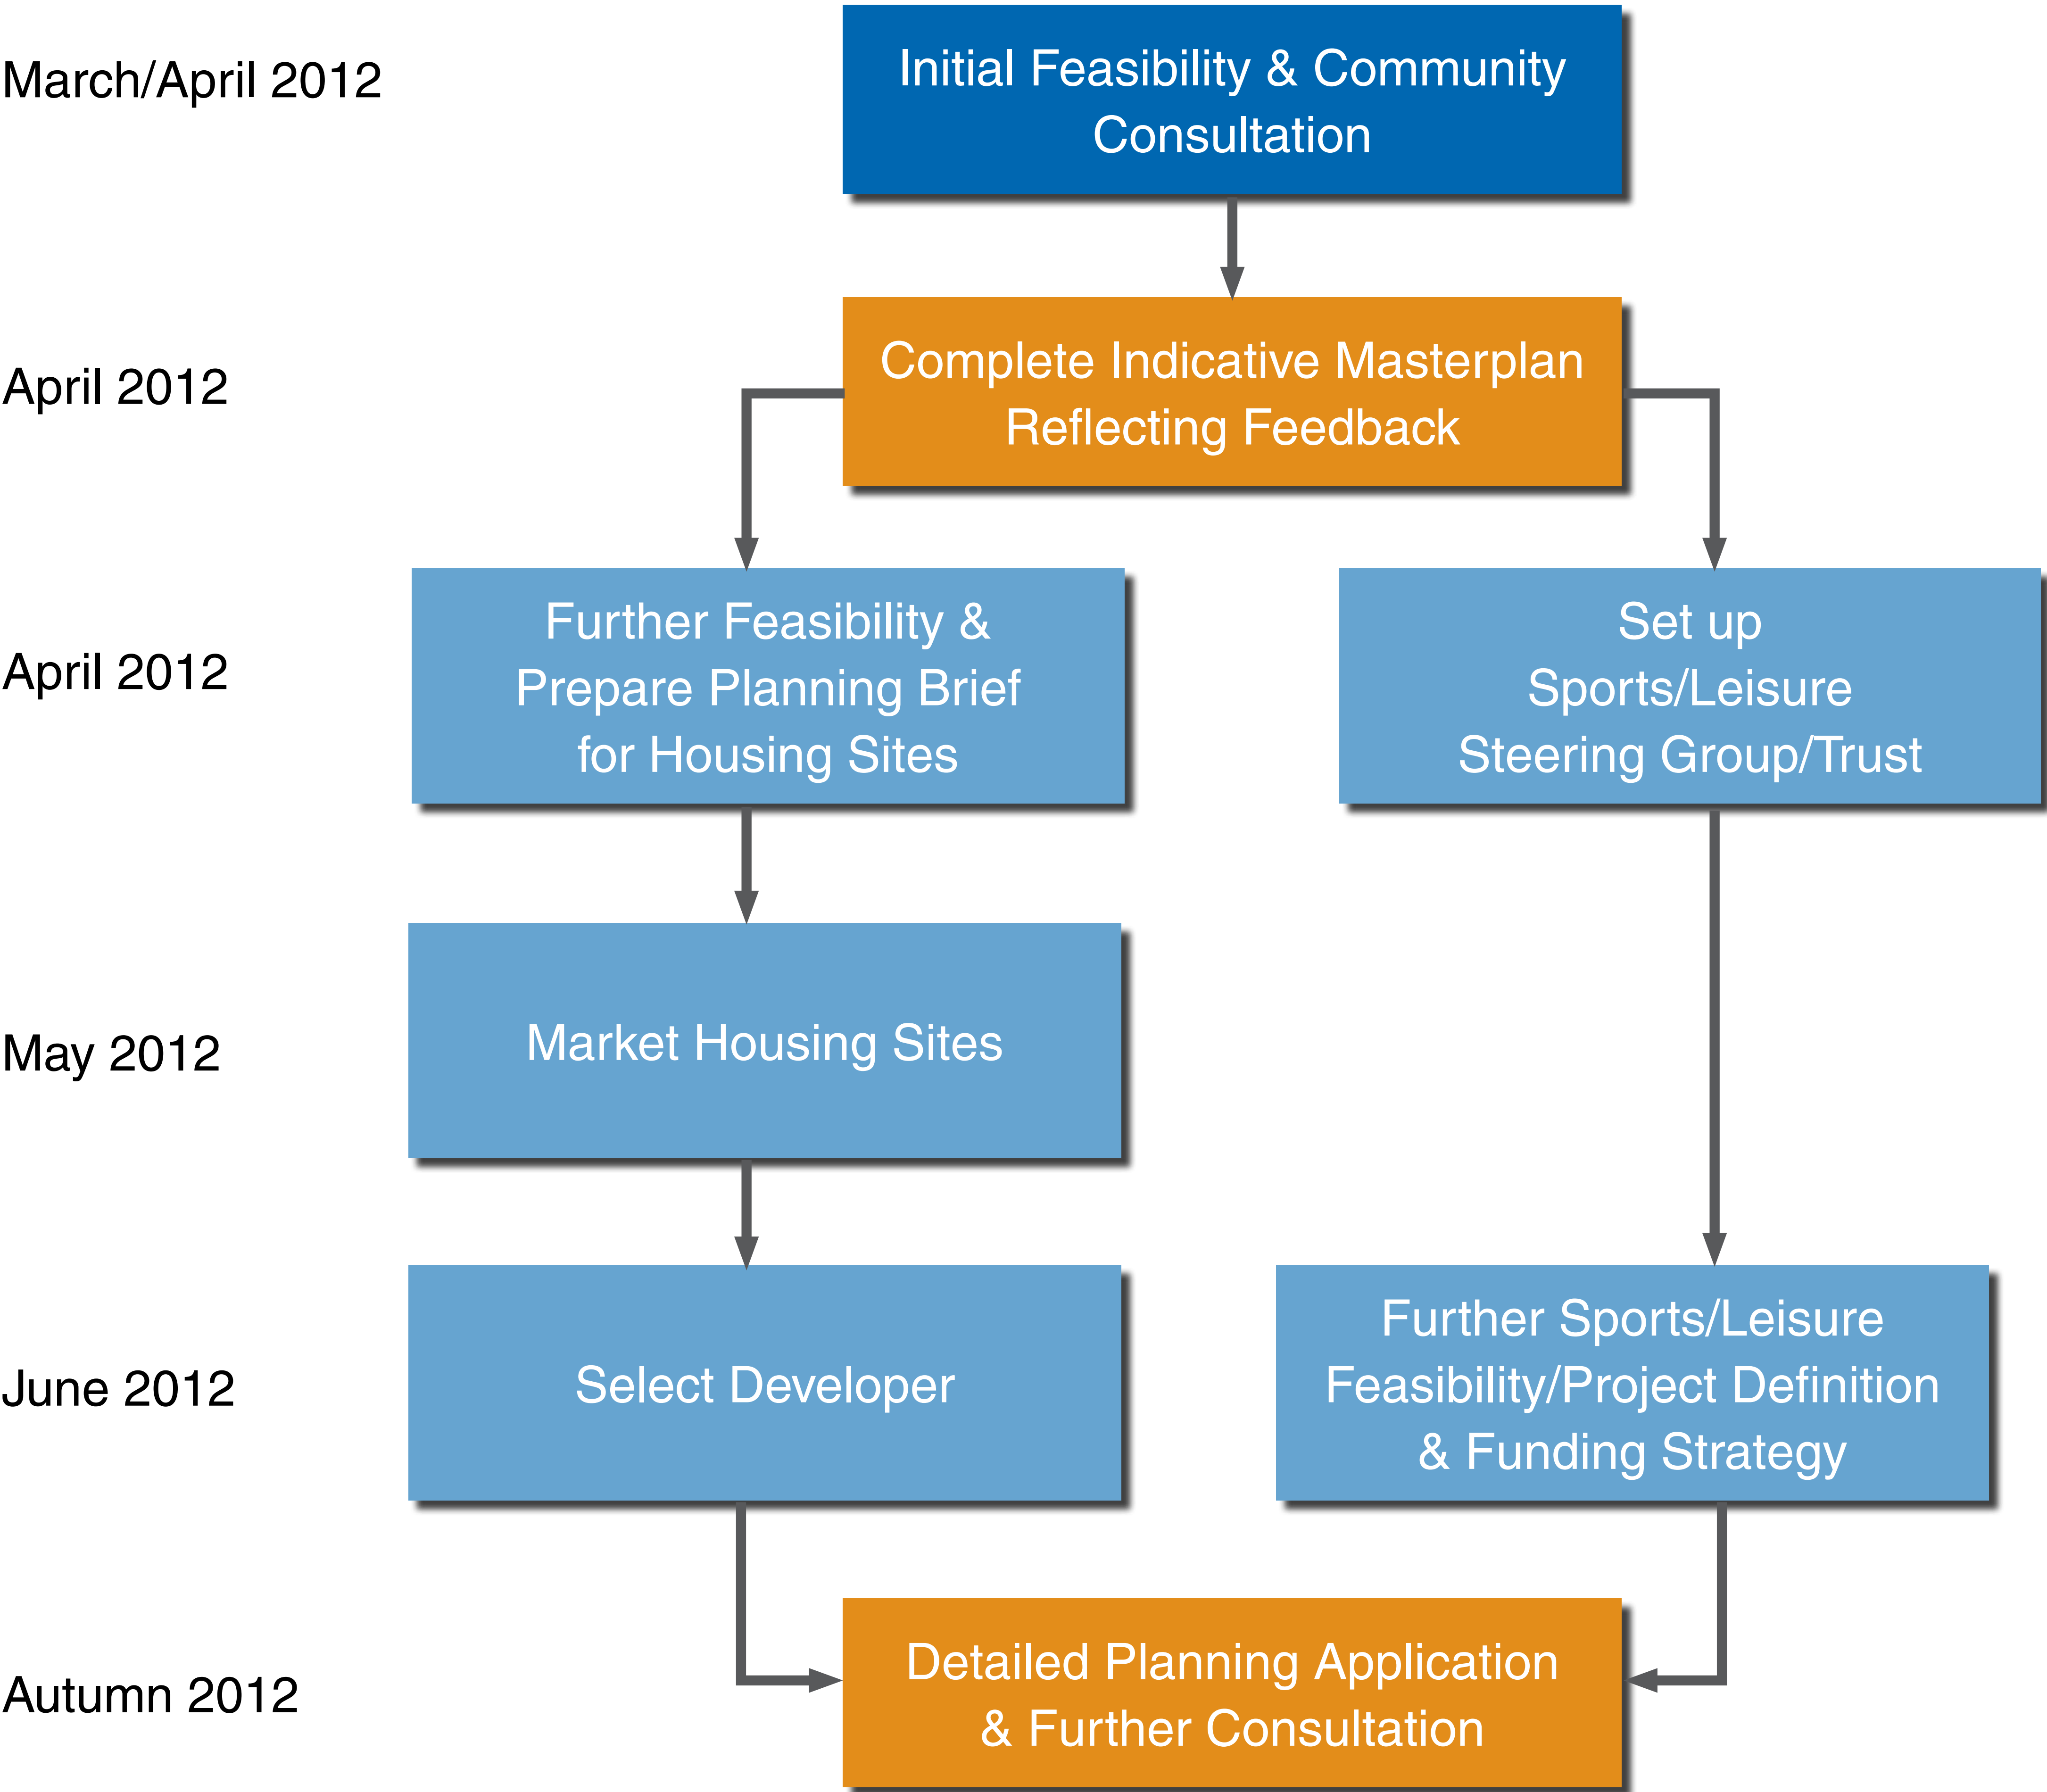 March/April 2012
Initial Feasibility & Community
Consultation
April 2012
Complete Indicative Masterplan
Reflecting Feedback
April 2012
Further Feasibility &
Prepare Planning Brief
for Housing Sites
Set up
Sports/Leisure
Steering Group/Trust
May 2012
Market Housing Sites
June 2012
Select Developer
Further Sports/Leisure
Feasibility/Project Definition
& Funding Strategy
Autumn 2012
Detailed Planning Application
& Further Consultation